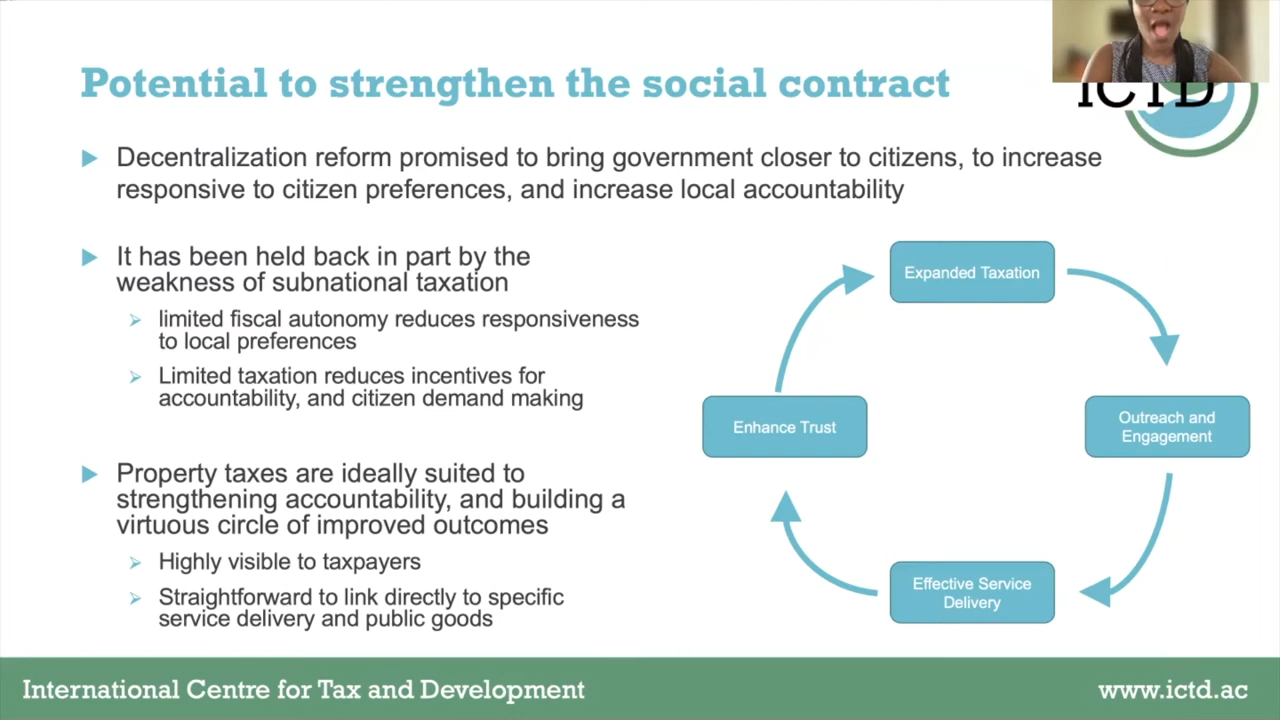 Potential to strengthen the social contract
ICTD
Decentralization reform promised to bring government closer to citizens, to increase
responsive to citizen preferences, and increase local accountability
It has been held back in part by the
weakness of subnational taxation
limited fiscal autonomy reduces responsiveness
to local preferences
Limited taxation reduces incentives for
accountability, and citizen demand making
Property taxes are ideally suited to
strengthening accountability, and building a
virtuous circle of improved outcomes
Highly visible to taxpayers
Straightforward to link directly to specific
service delivery and public goods
Expanded Taxation
Outreach and
Engagement
Effective Service
Delivery
Enhance Trust
International Centre for Tax and Development
www.ictd.ac